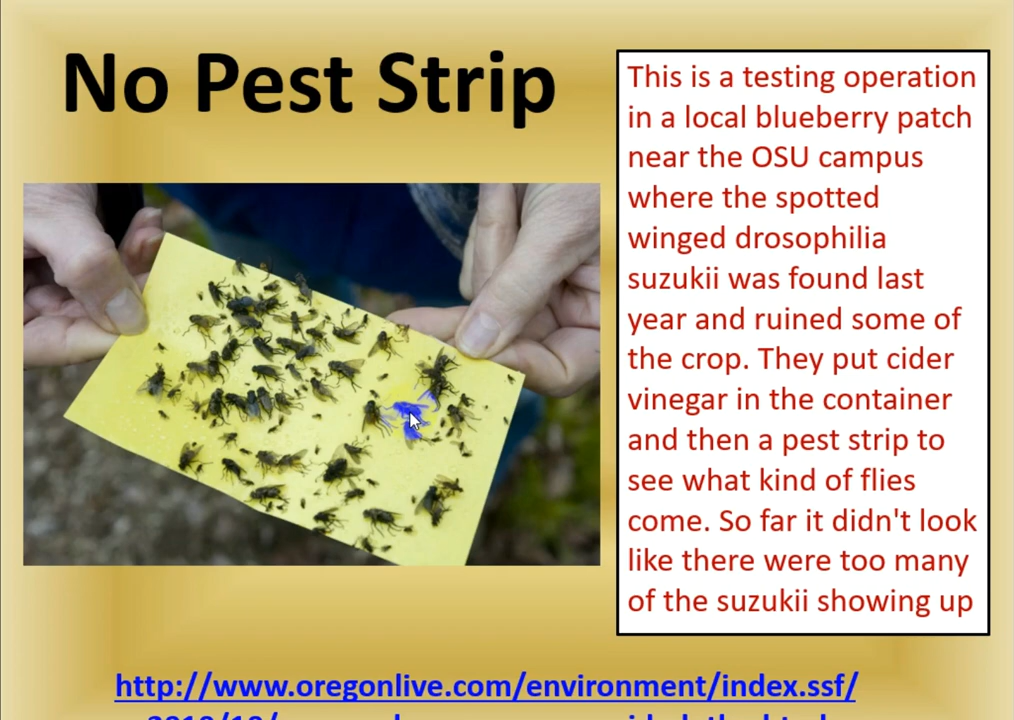 No Pest Strip
This is a testing operation
in a local blueberry patch
near the OSU campus
where the spotted
winged drosophilia
suzukii was found last
year and ruined some of
the crop. They put cider
vinegar in the container
and then a pest strip to
see what kind of flies
come. So far it didn't look
like there were too many
of the suzukii showing up
http://www.oregonlive.com/environment/index.ssf/